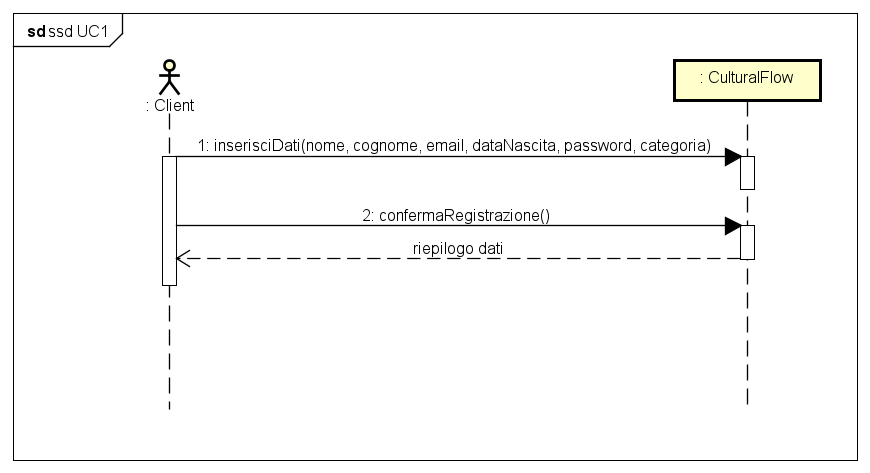 sd ssd UC1
: Client
: CulturalFlow
1: inserisciDati(nome, cognome, email, dataNascita, password, categoria)
2: confermaRegistrazione()
riepilogo dati